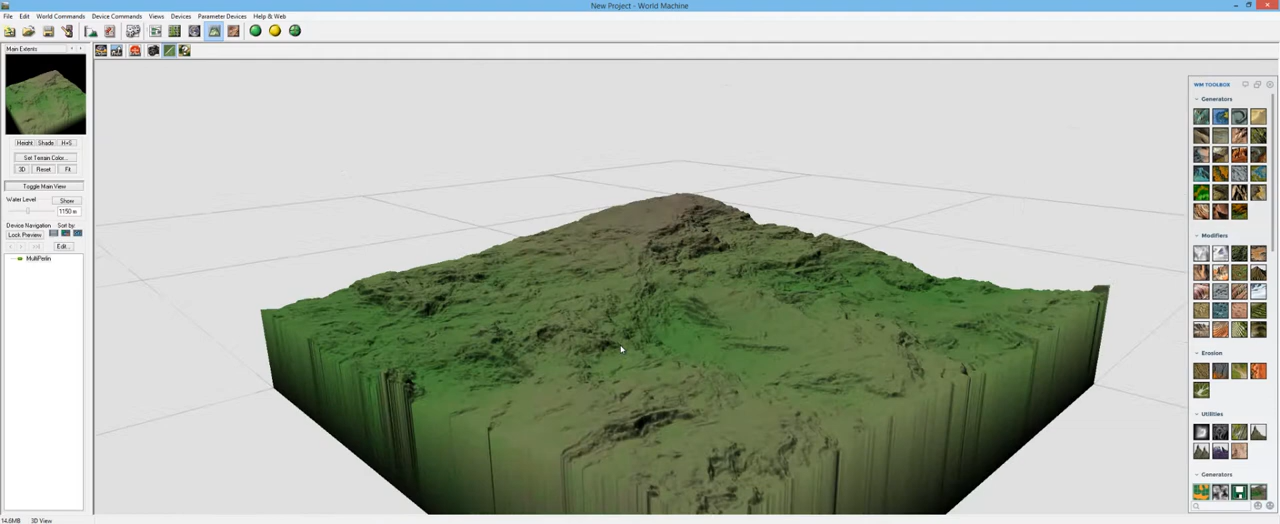 New Project - World Machine
File Edit World Commands Device Commands Views Devices Parameter Devices Help & Web
Main Extents
Height Shade H+S
Set Terrain Color...
3D Reset Fit
Toggle Main View
Water Level Show
1150 m
Device Navigation Sort by:
Lock Preview
Edit...
MultiPerlin
WM TOOLBOX
Generators
Modifiers
Erosion
Utilities
Generators
14.6MB 3D View